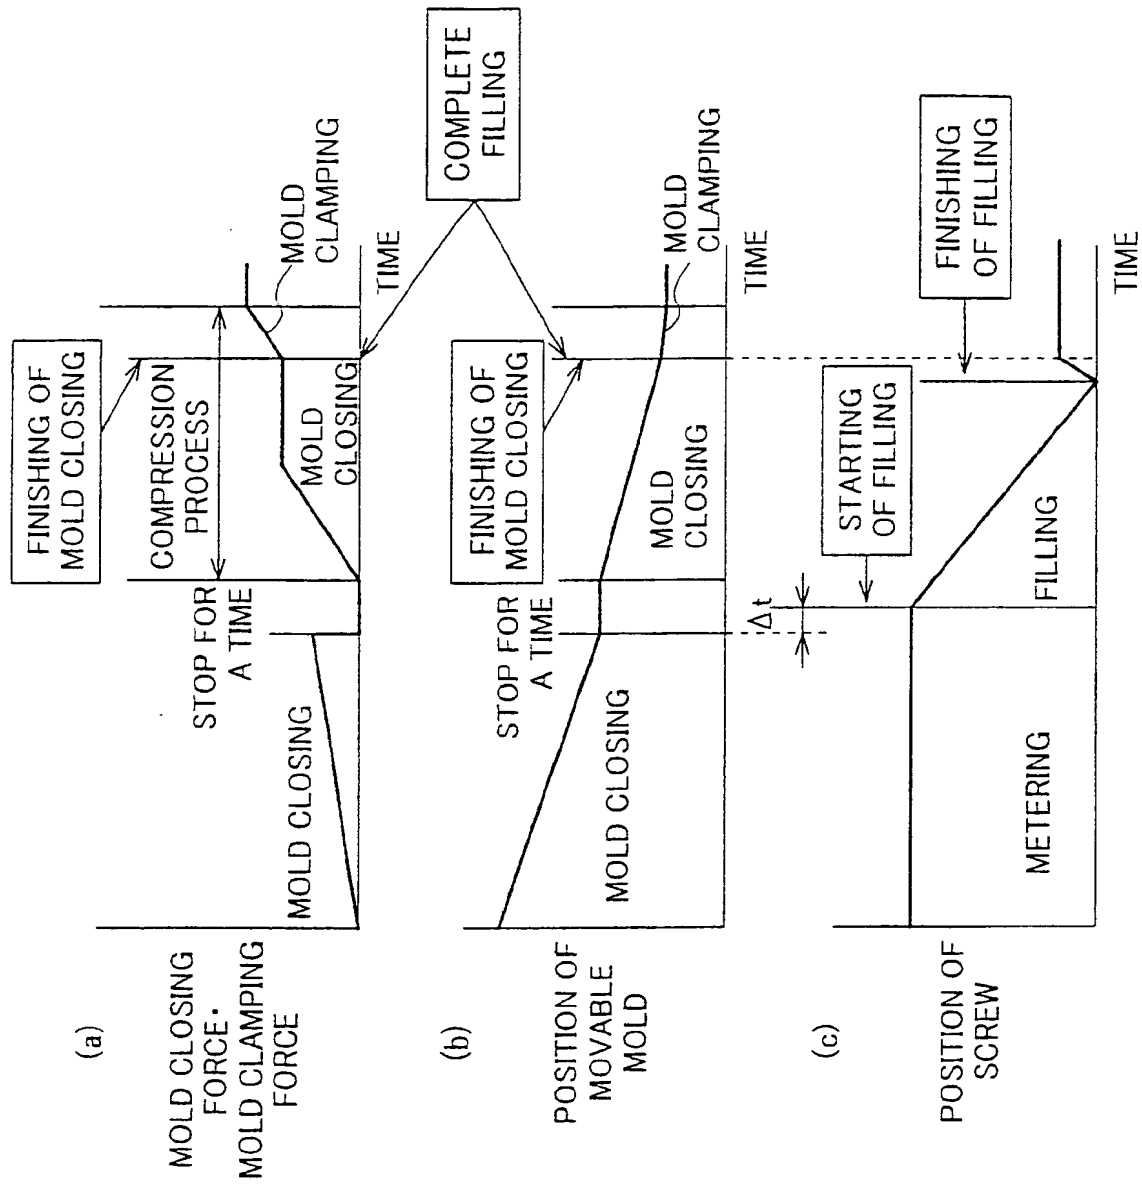 (a)
MOLD CLOSING
FORCE·
MOLD CLAMPING
FORCE
FINISHING OF
MOLD CLOSING
COMPRESSION
PROCESS
STOP FOR
A TIME
MOLD CLOSING
MOLD
CLOSING
MOLD
CLAMPING
TIME
COMPLETE
FILLING
(b)
POSITION OF
MOVABLE
MOLD
FINISHING OF
MOLD CLOSING
STOP FOR
A TIME
MOLD CLOSING
MOLD
CLOSING
MOLD
CLAMPING
TIME
(c)
POSITION OF
SCREW
Δt
STARTING
OF FILLING
FINISHING
OF FILLING
METERING
FILLING
TIME